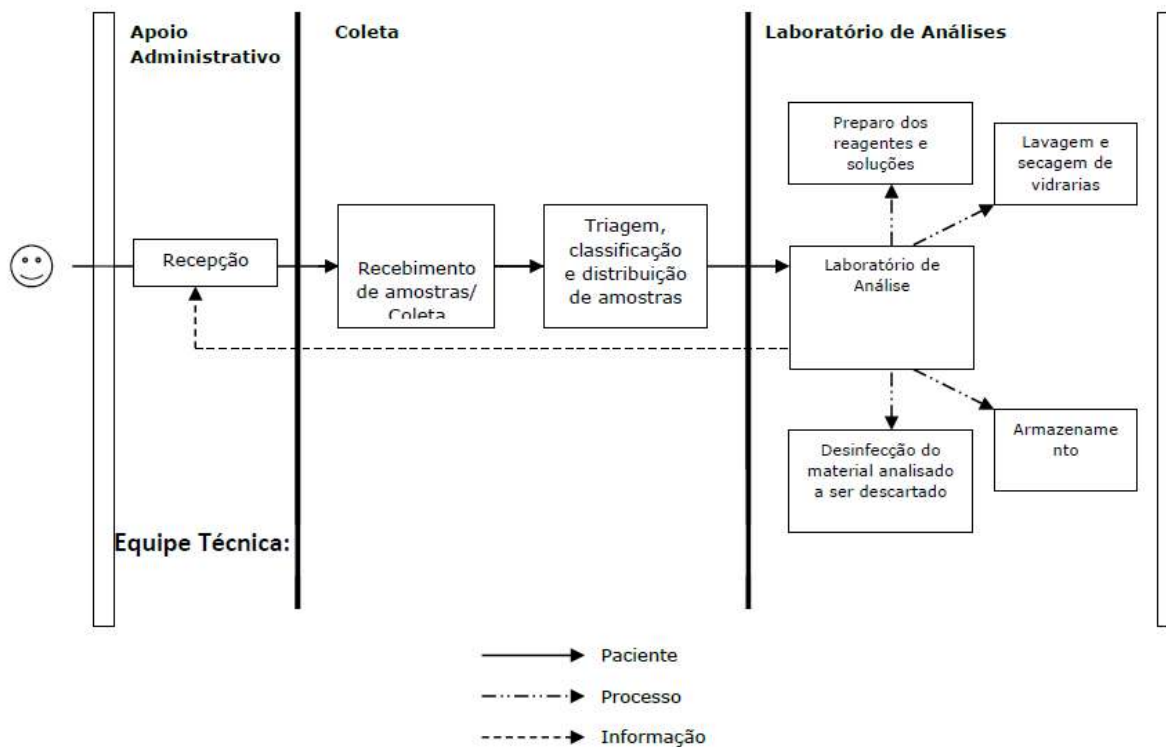 Apoio
Administrativo
Coleta
Laboratório de Análises
Recepção
Recebimento
de amostras/
Coleta
Triagem,
classificação
e distribuição
de amostras
Preparo dos
reagentes e
soluções
Lavagem e
secagem de
vidrarias
Laboratório de
Análise
Desinfecção do
material analisado
a ser descartado
Armazename
nto
Equipe Técnica:
Paciente
Processo
Informação